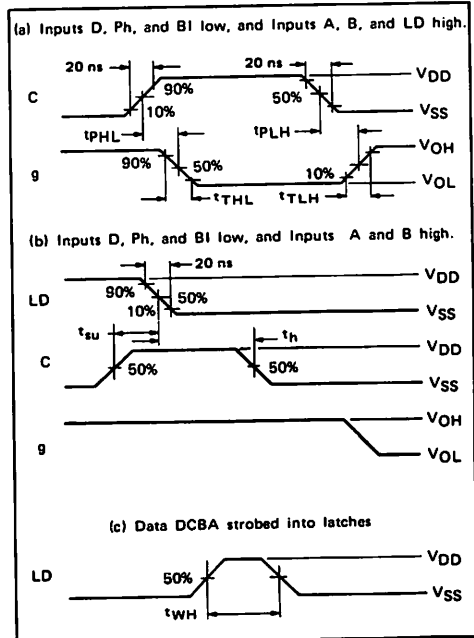 (a) Inputs D, Ph, and BI low, and Inputs A, B, and LD high.
20 ns
20 ns
VDD
C
90%
50%
10%
VSS
tPHL
tPLH
VOH
g
90%
50%
10%
VOL
tTHL
tTLH
(b) Inputs D, Ph, and BI low, and Inputs A and B high.
20 ns
VDD
LD
90%
50%
10%
VSS
tsu
th
VDD
C
50%
50%
VSS
VOH
g
VOL
(c) Data DCBA strobed into latches
VDD
LD
50%
VSS
tWH